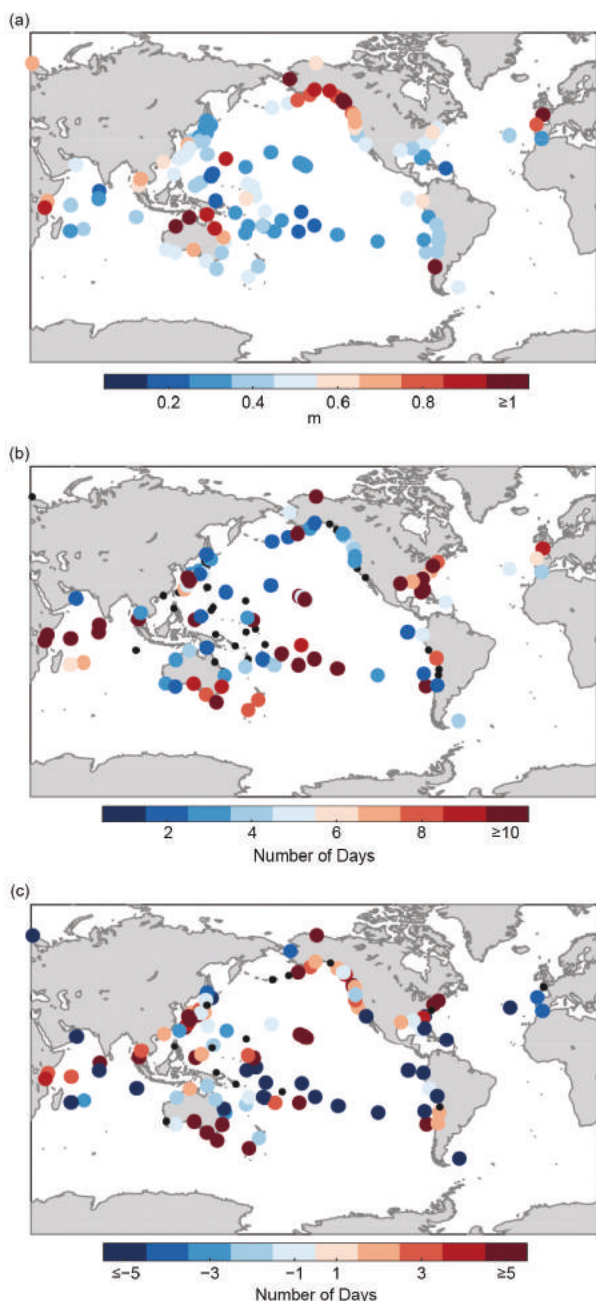 (a)
0.2 0.4 0.6 0.8 ≥1
m
(b)
2 4 6 8 ≥10
Number of Days
(c)
≤-5 -3 -1 1 3 ≥5
Number of Days